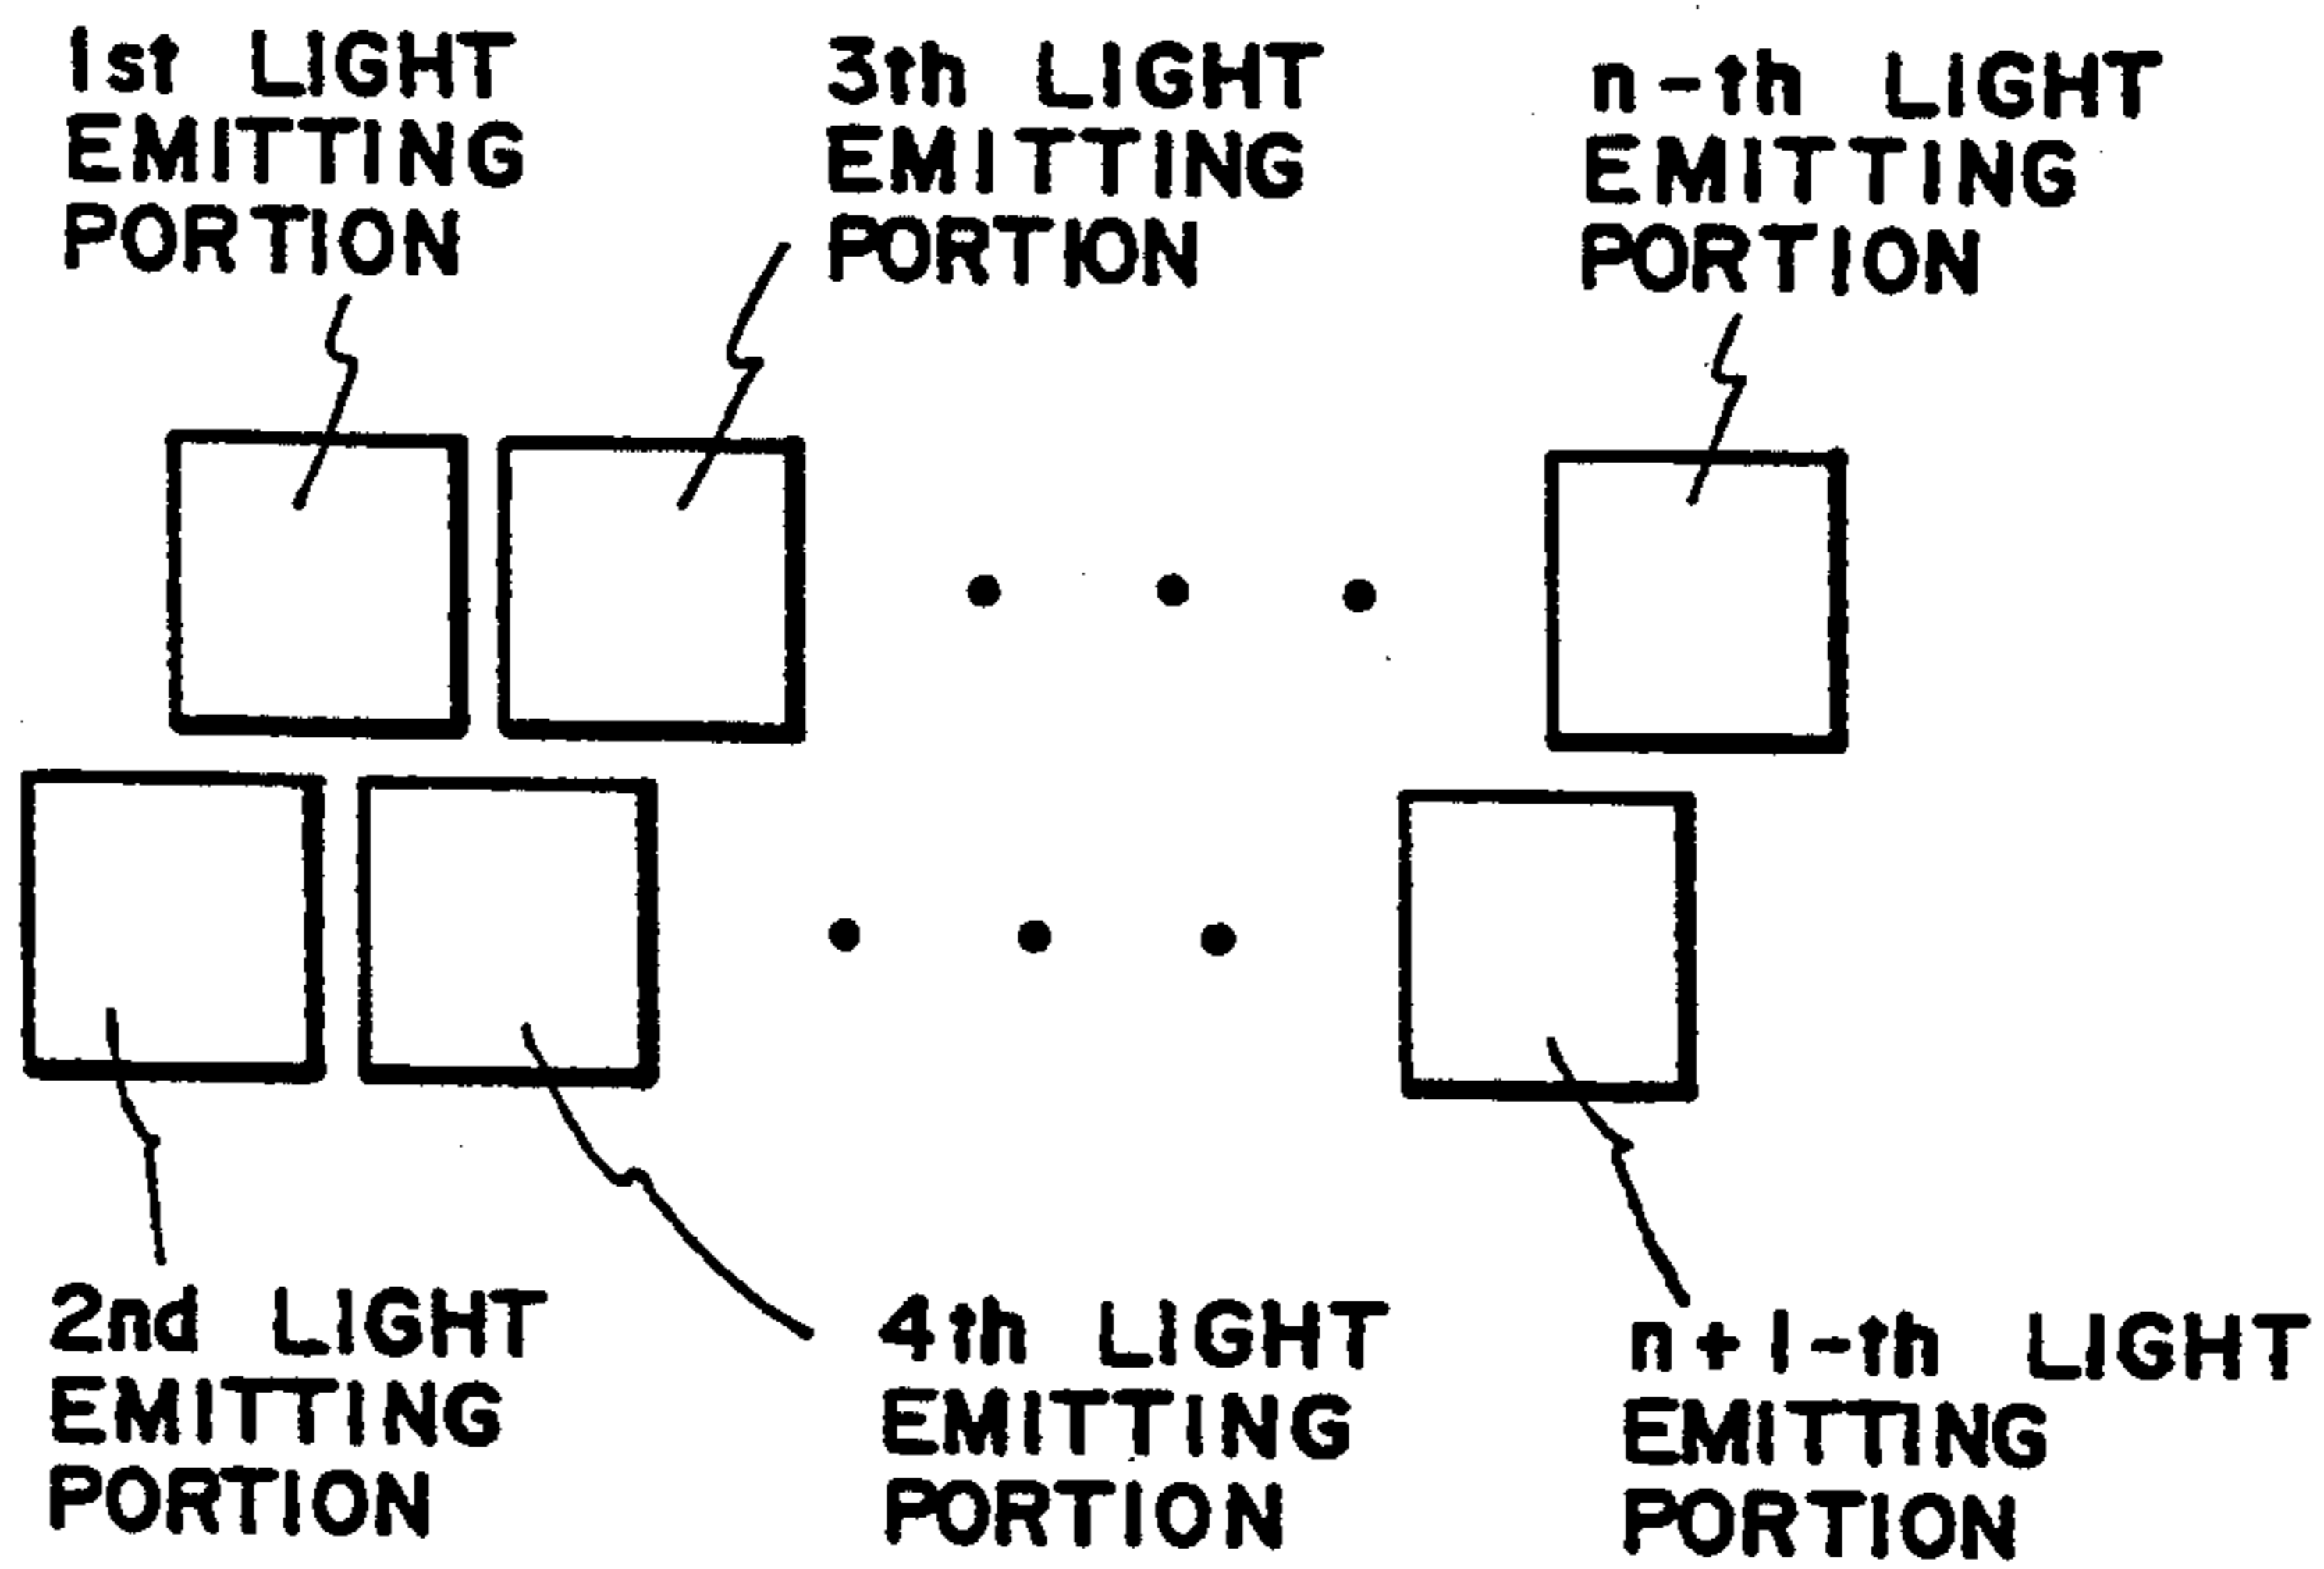 1st LIGHT
EMITTING
PORTION
3th LIGHT
EMITTING
PORTION
n-th LIGHT
EMITTING
PORTION
2nd LIGHT
EMITTING
PORTION
4th LIGHT
EMITTING
PORTION
n+1-th LIGHT
EMITTING
PORTION